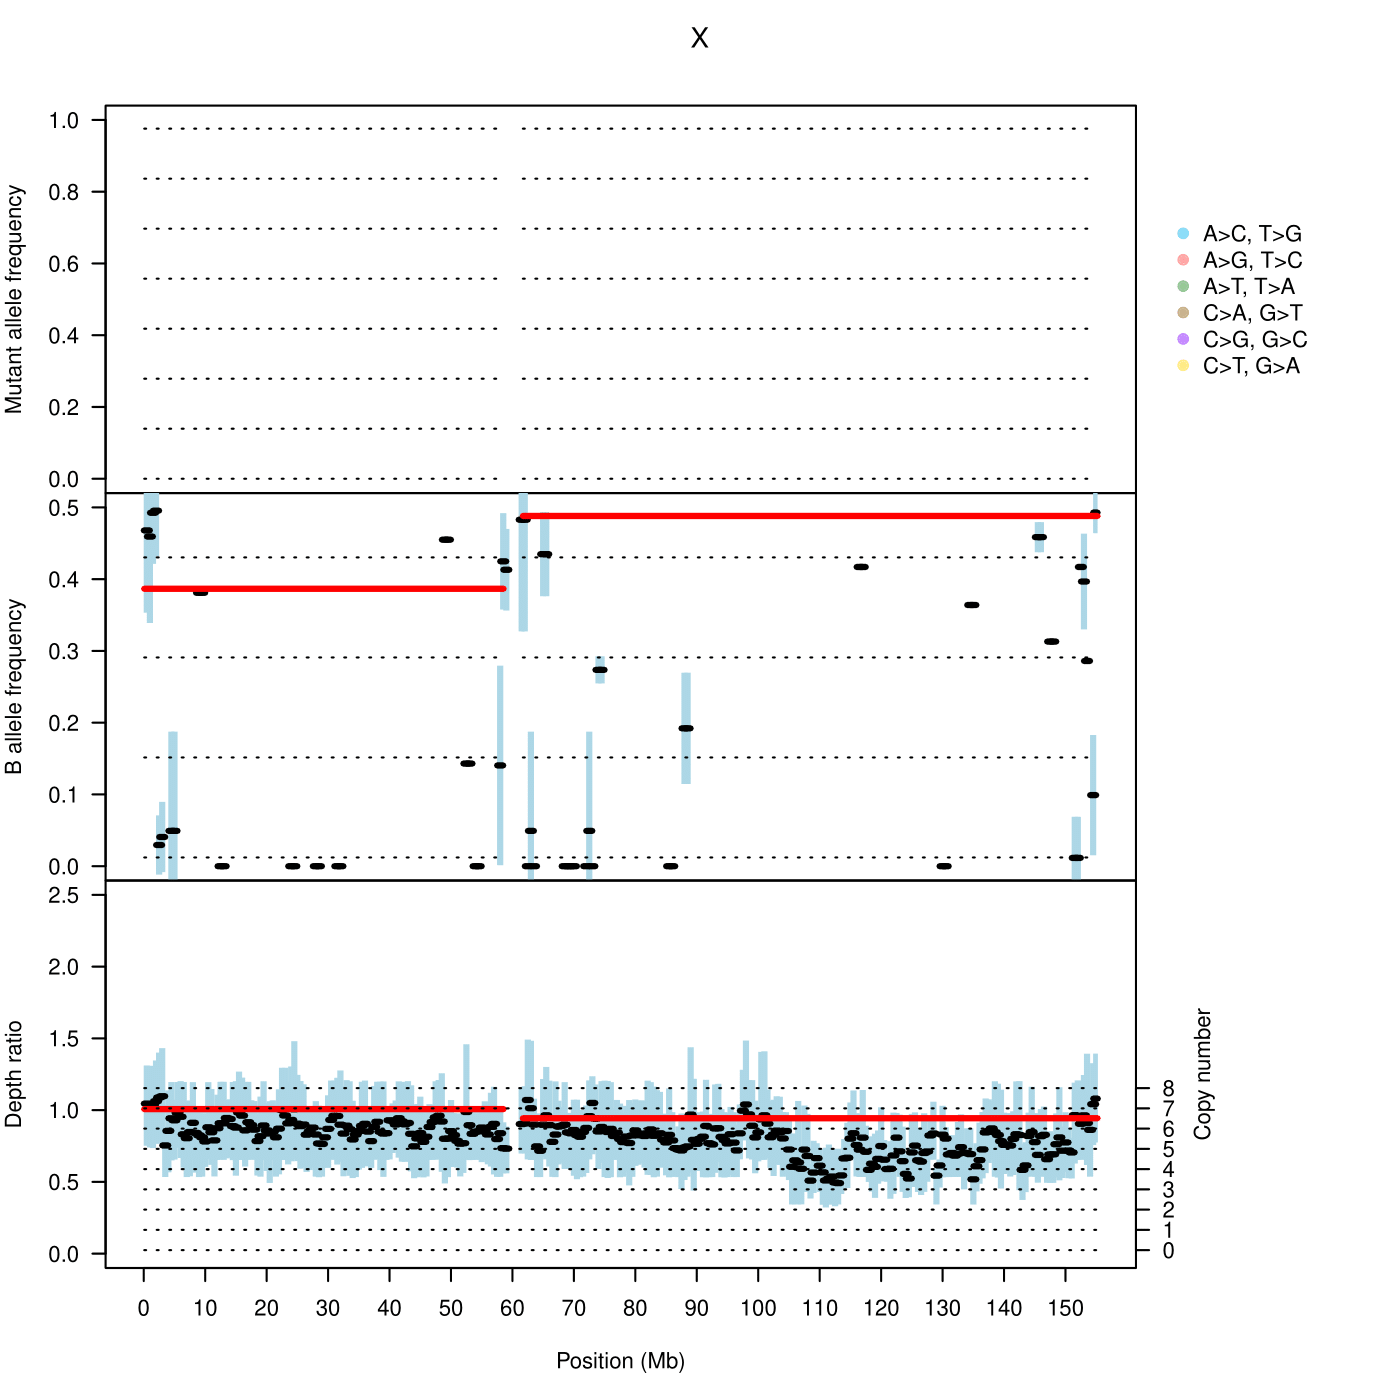 X
Mutant allele frequency
1.0
0.8
0.6
0.4
0.2
0.0
A>C, T>G
A>G, T>C
A>T, T>A
C>A, G>T
C>G, G>C
C>T, G>A
B allele frequency
0.5
0.4
0.3
0.2
0.1
0.0
Depth ratio
2.5
2.0
1.5
1.0
0.5
0.0
Copy number
8
7
6
5
4
3
2
1
0
0 10 20 30 40 50 60 70 80 90 100 110 120 130 140 150
Position (Mb)